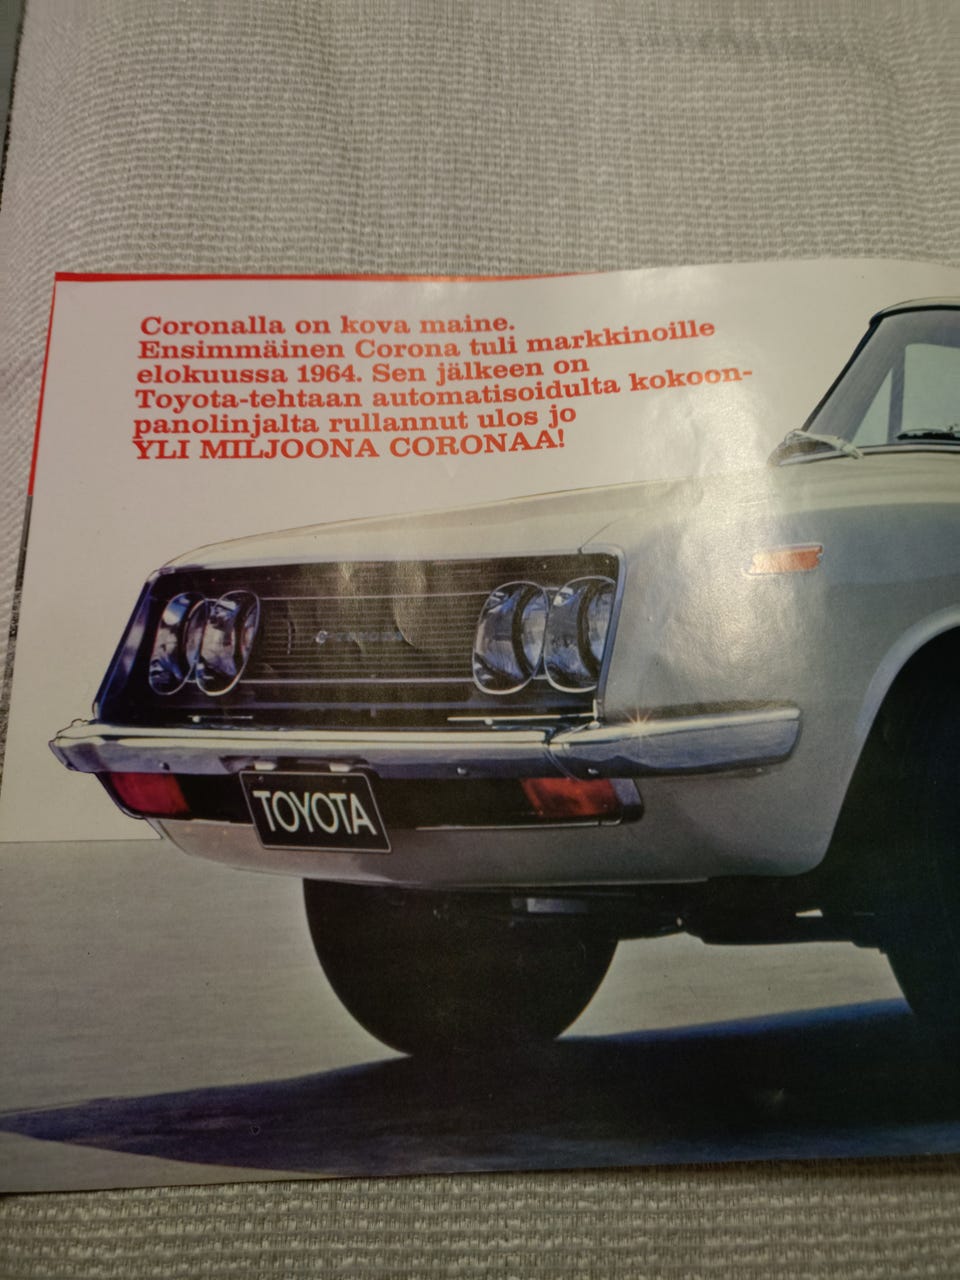 Coronalla on kova maine.
Ensimmäinen Corona tuli markkinoille
elokuussa 1964. Sen jälkeen on
Toyota-tehtaan automatisoidulta kokoon-
panolinjalta rullannut ulos jo
YLI MILJOONA CORONAA!
TOYOTA
TOYOTA